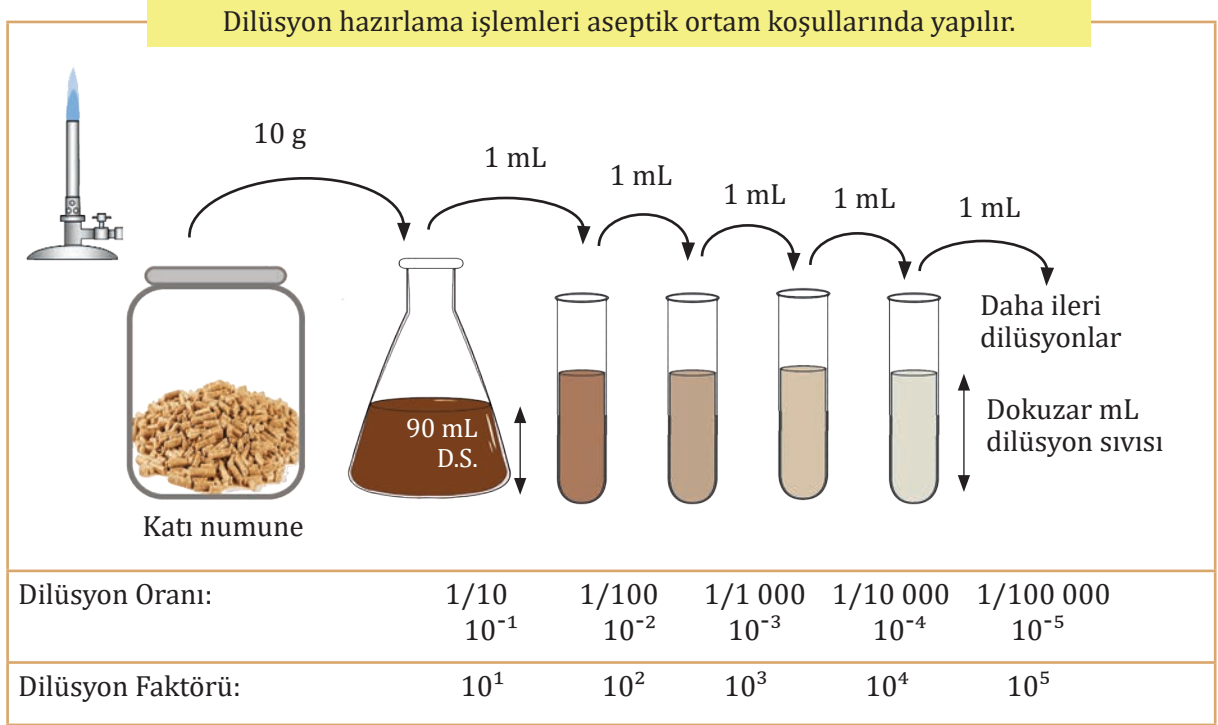 Dilüsyon hazırlama işlemleri aseptik ortam koşullarında yapılır.
10 g
1 mL
1 mL
1 mL
1 mL
1 mL
90 mL
D.S.
Daha ileri
dilüsyonlar
Dokuzar mL
dilüsyon sıvısı
Katı numune
Dilüsyon Oranı: 1/10 1/100 1/1 000 1/10 000 1/100 000
10⁻¹ 10⁻² 10⁻³ 10⁻⁴ 10⁻⁵
Dilüsyon Faktörü: 10¹ 10² 10³ 10⁴ 10⁵